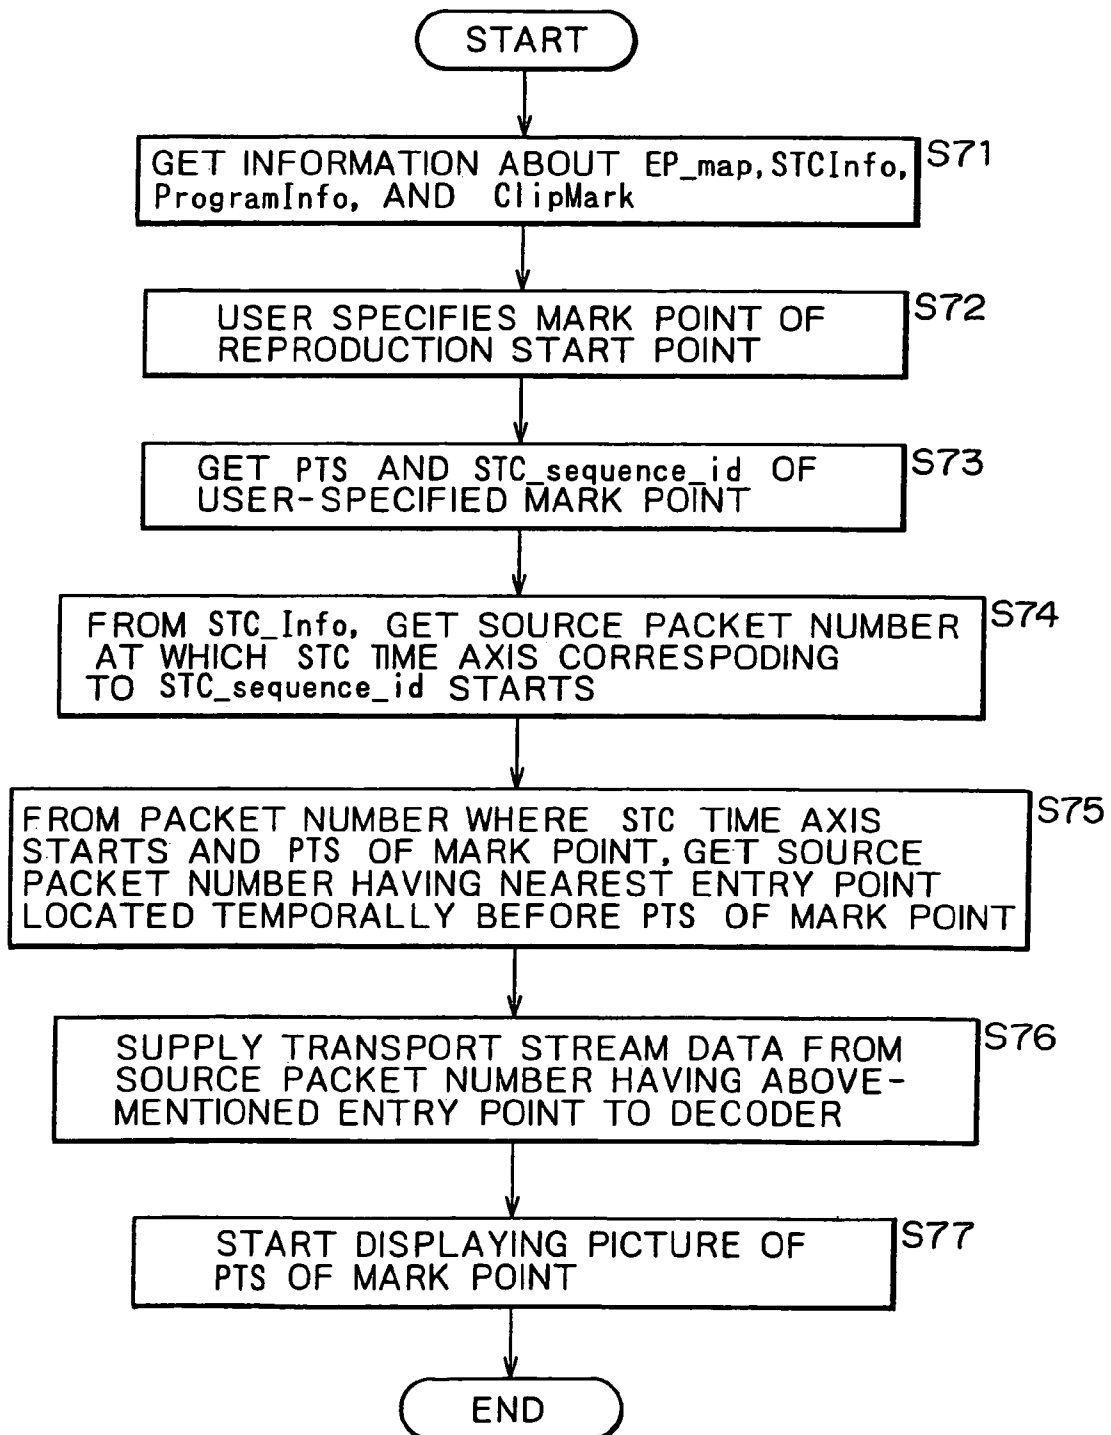 START
GET INFORMATION ABOUT EP_map, STCInfo,
ProgramInfo, AND ClipMark
S71
USER SPECIFIES MARK POINT OF
REPRODUCTION START POINT
S72
GET PTS AND STC_sequence_id OF
USER-SPECIFIED MARK POINT
S73
FROM STC_Info, GET SOURCE PACKET NUMBER
AT WHICH STC TIME AXIS CORRESPODING
TO STC_sequence_id STARTS
S74
FROM PACKET NUMBER WHERE STC TIME AXIS
STARTS AND PTS OF MARK POINT, GET SOURCE
PACKET NUMBER HAVING NEAREST ENTRY POINT
LOCATED TEMPORALLY BEFORE PTS OF MARK POINT
S75
SUPPLY TRANSPORT STREAM DATA FROM
SOURCE PACKET NUMBER HAVING ABOVE-
MENTIONED ENTRY POINT TO DECODER
S76
START DISPLAYING PICTURE OF
PTS OF MARK POINT
S77
END